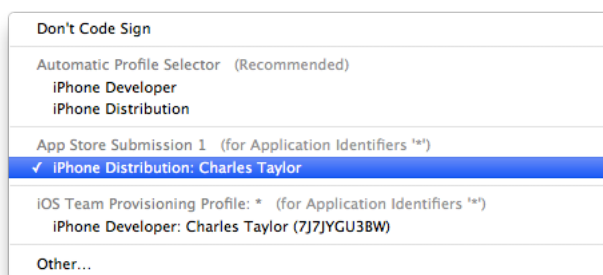 Don't Code Sign
Automatic Profile Selector (Recommended)
iPhone Developer
iPhone Distribution
App Store Submission 1 (for Application Identifiers '*')
✓ iPhone Distribution: Charles Taylor
iOS Team Provisioning Profile: * (for Application Identifiers '*')
iPhone Developer: Charles Taylor (7J7JYGU3BW)
Other...